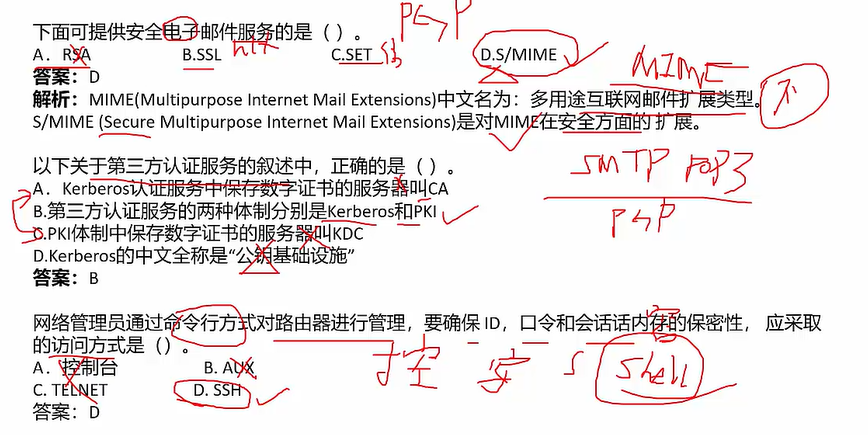 下面可提供安全电子邮件服务的是（ ）。
A．RSA B.SSL C.SET D.S/MIME
答案：D
解析：MIME(Multipurpose Internet Mail Extensions)中文名为：多用途互联网邮件扩展类型。
S/MIME (Secure Multipurpose Internet Mail Extensions)是对MIME在安全方面的 扩展。
MIME
不
以下关于第三方认证服务的叙述中，正确的是（ ）。
A．Kerberos认证服务中保存数字证书的服务器叫CA
B.第三方认证服务的两种体制分别是Kerberos和PKI
C.PKI体制中保存数字证书的服务器叫KDC
D.Kerberos的中文全称是“公钥基础设施”
答案：B
SMTP POP3
网络管理员通过命令行方式对路由器进行管理，要确保 ID，口令和会话话内存的保密性， 应采取
的访问方式是（ ）。
A．控制台 B. AUX
C. TELNET D. SSH
答案：D
安 S Shell